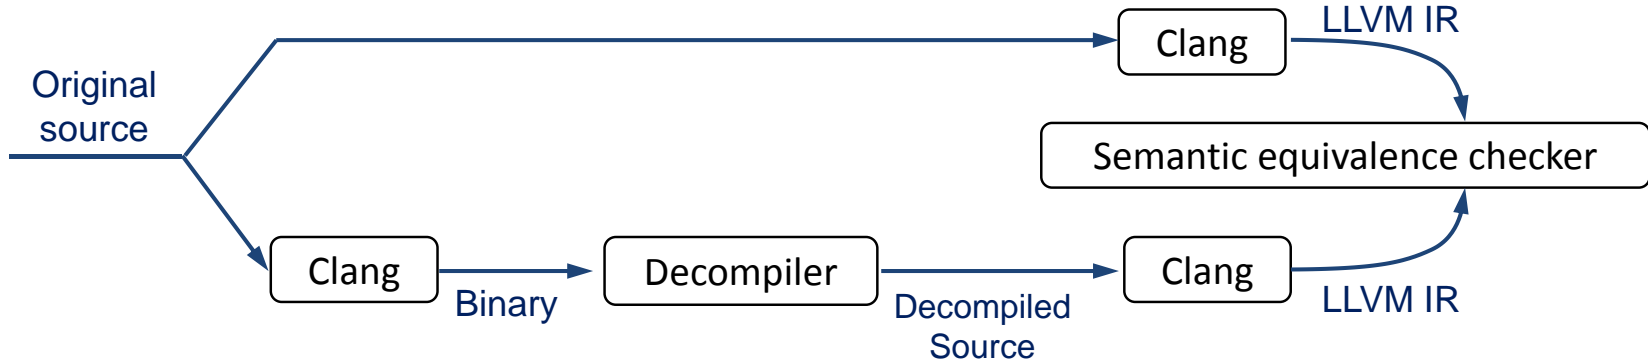 Original
source
Clang
LLVM IR
Semantic equivalence checker
Clang
Binary
Decompiler
Decompiled
Source
Clang
LLVM IR